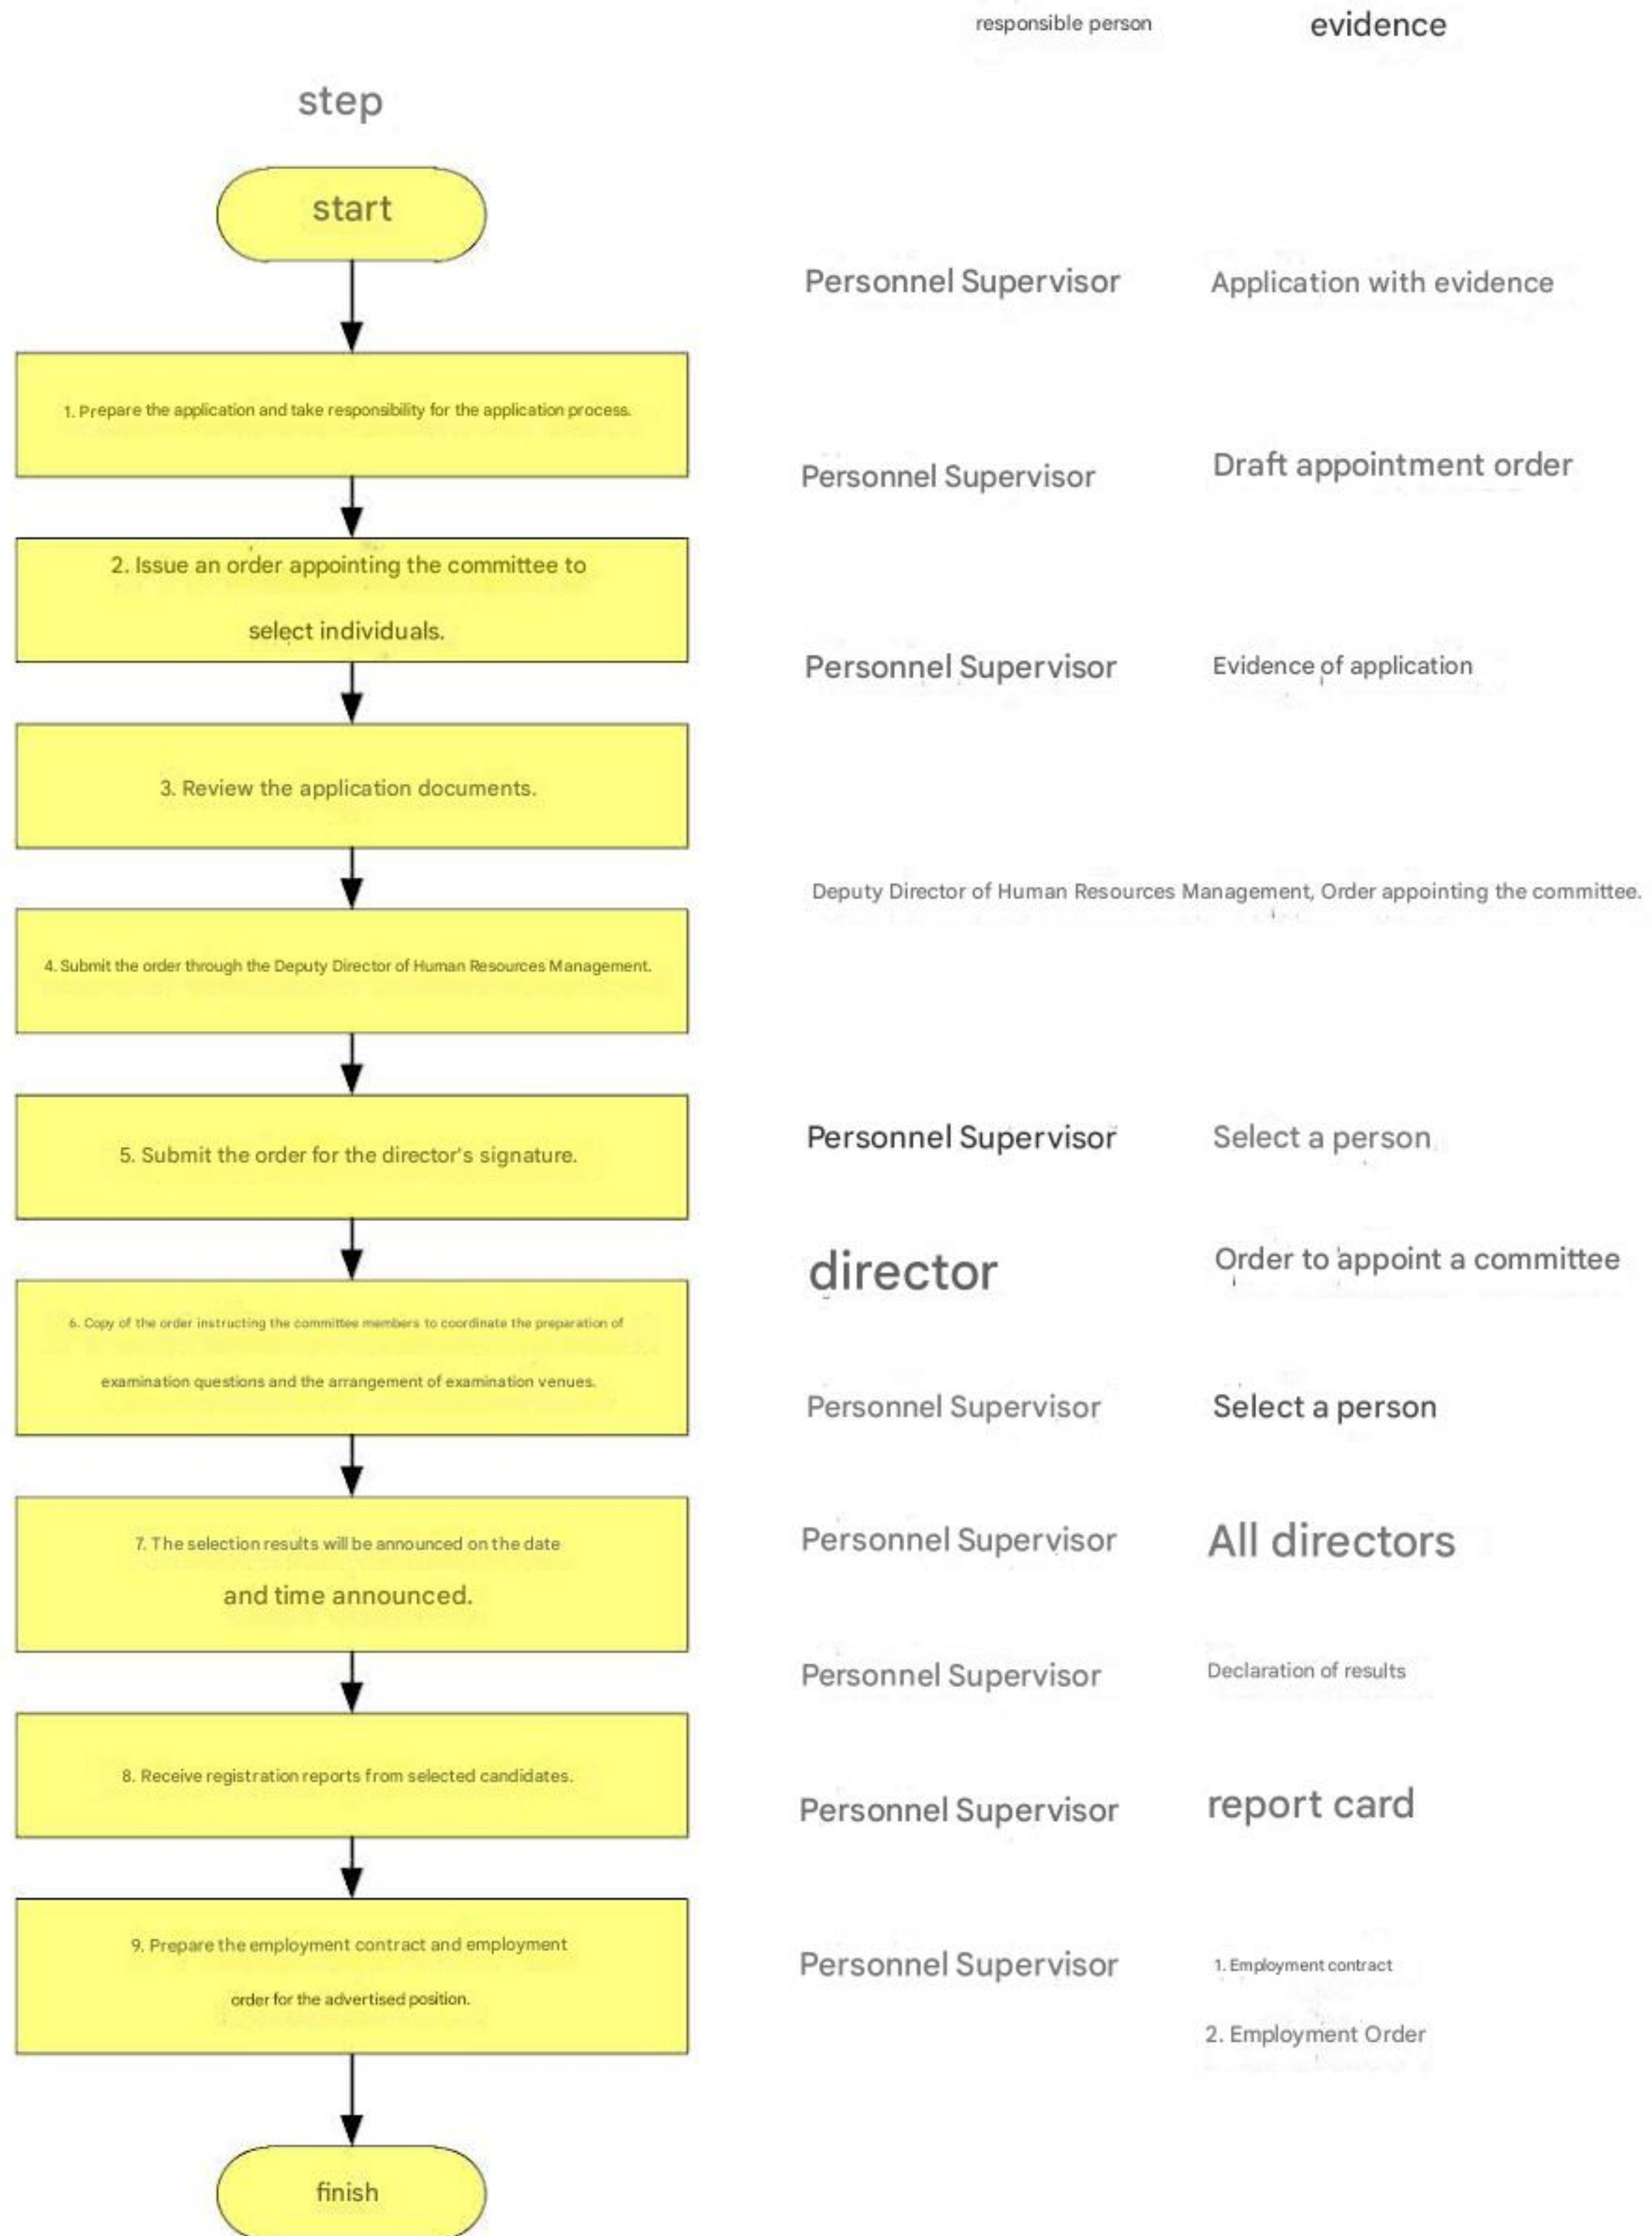 responsible person
evidence
step
start
Personnel Supervisor
Application with evidence
1. Prepare the application and take responsibility for the application process.
Personnel Supervisor
Draft appointment order
2. Issue an order appointing the committee to
select individuals.
Personnel Supervisor
Evidence of application
3. Review the application documents.
Deputy Director of Human Resources Management, Order appointing the committee.
4. Submit the order through the Deputy Director of Human Resources Management.
Personnel Supervisor
Select a person
5. Submit the order for the director's signature.
director
Order to appoint a committee
6. Copy of the order instructing the committee members to coordinate the preparation of
examination questions and the arrangement of examination venues.
Personnel Supervisor
Select a person
7. The selection results will be announced on the date
and time announced.
Personnel Supervisor
All directors
Personnel Supervisor
Declaration of results
8. Receive registration reports from selected candidates.
Personnel Supervisor
report card
9. Prepare the employment contract and employment
order for the advertised position.
Personnel Supervisor
1. Employment contract
2. Employment Order
finish